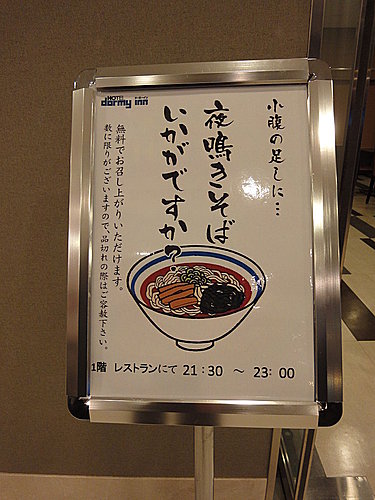 HOTEL
dormy inn
小腹の足しに…
夜鳴きそば
いかがですか？
無料でお召し上がりいただけます。
数に限りがございますので、品切れの際はご容赦下さい。
1階 レストランにて 21:30 ～ 23:00